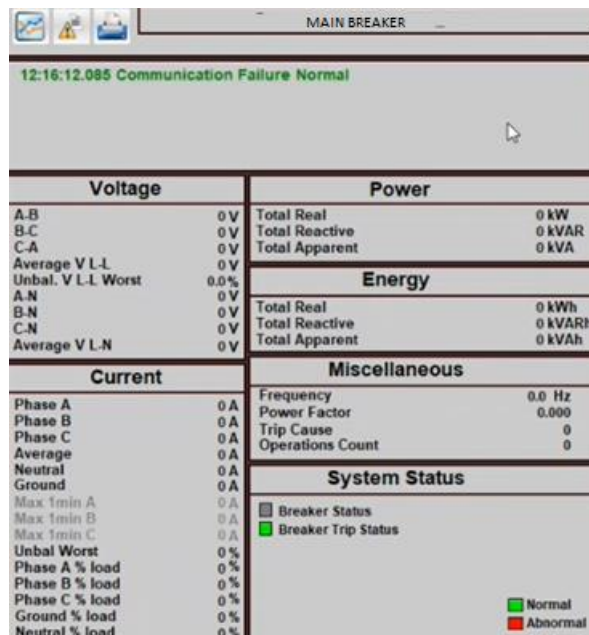 MAIN BREAKER
12:16:12.085 Communication Failure Normal
Voltage
A-B 0 V
B-C 0 V
C-A 0 V
Average V L-L 0 V
Unbal. V L-L Worst 0.0 %
A-N 0 V
B-N 0 V
C-N 0 V
Average V L-N 0 V
Current
Phase A 0 A
Phase B 0 A
Phase C 0 A
Average 0 A
Neutral 0 A
Ground 0 A
Max 1min A 0 A
Max 1min B 0 A
Max 1min C 0 A
Unbal Worst 0 %
Phase A % load 0 %
Phase B % load 0 %
Phase C % load 0 %
Ground % load 0 %
Neutral % load 0 %
Power
Total Real 0 kW
Total Reactive 0 kVAR
Total Apparent 0 kVA
Energy
Total Real 0 kWh
Total Reactive 0 kVARh
Total Apparent 0 kVAh
Miscellaneous
Frequency 0.0 Hz
Power Factor 0.000
Trip Cause 0
Operations Count 0
System Status
Breaker Status
Breaker Trip Status
Normal
Abnormal